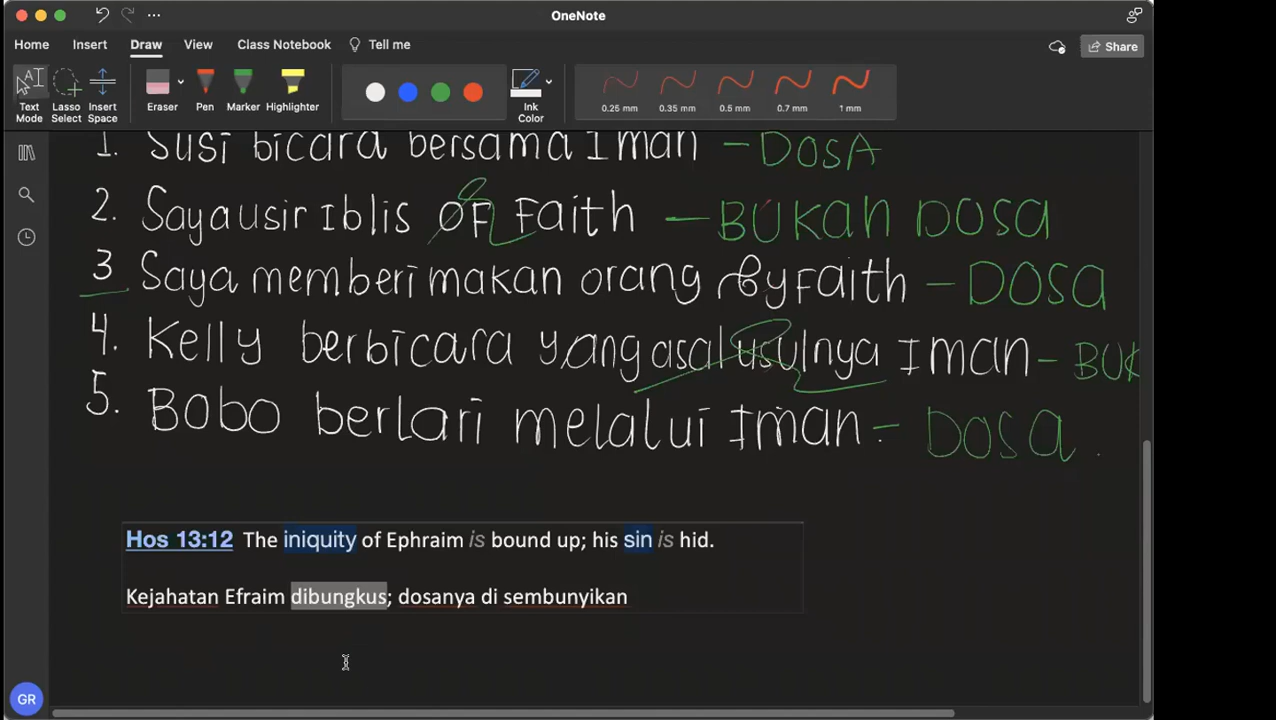 OneNote
Home Insert Draw View Class Notebook Tell me
Share
Text Mode Lasso Select Insert Space Eraser Pen Marker Highlighter Ink Color 0.25 mm 0.35 mm 0.5 mm 0.7 mm 1 mm
1. Susi bicara bersama Iman - DOSA
2. Saya usir Iblis OF Faith - BUKAN DOSA
3 Saya memberi makan orang By Faith - DOSA
4. Kelly berbicara yang asal usulnya Iman - BUK
5. Bobo berlari melalui Iman - DOSA.
Hos 13:12 The iniquity of Ephraim is bound up; his sin is hid.
Kejahatan Efraim dibungkus; dosanya di sembunyikan
GR